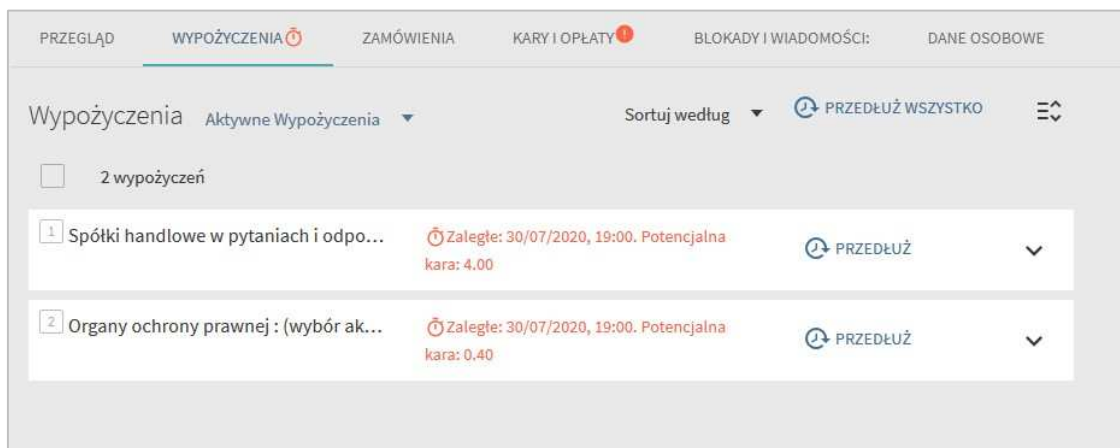 PRZEGLĄD WYPOŻYCZENIA ZAMÓWIENIA KARY I OPŁATY BLOKADY I WIADOMOŚCI: DANE OSOBOWE
Wypożyczenia Aktywne Wypożyczenia Sortuj według PRZEDŁUŻ WSZYSTKO
2 wypożyczeń
1 Spółki handlowe w pytaniach i odpo... Zaległe: 30/07/2020, 19:00. Potencjalna PRZEDŁUŻ
kara: 4.00
2 Organy ochrony prawnej : (wybór ak... Zaległe: 30/07/2020, 19:00. Potencjalna PRZEDŁUŻ
kara: 0.40